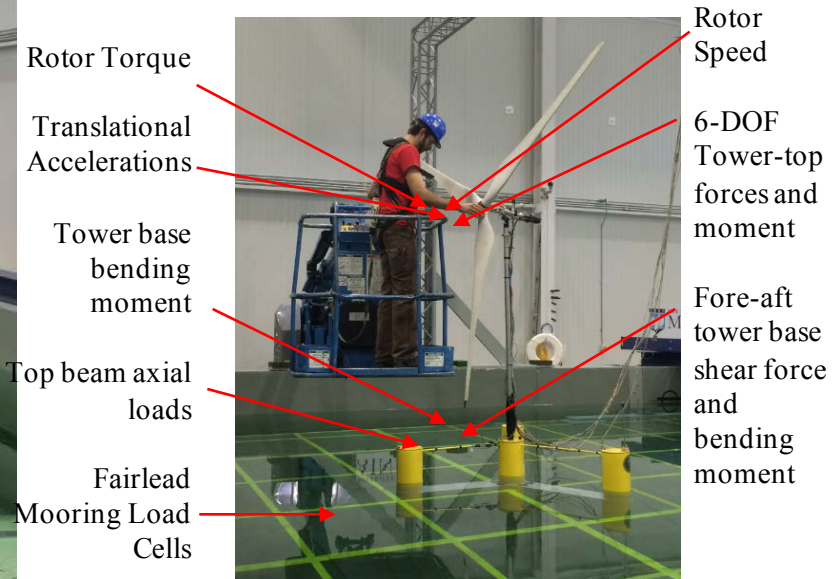 Rotor Torque
Translational
Accelerations
Tower base
bending
moment
Top beam axial
loads
Fairlead
Mooring Load
Cells
Rotor
Speed
6-DOF
Tower-top
forces and
moment
Fore-aft
tower base
shear force
and
bending
moment